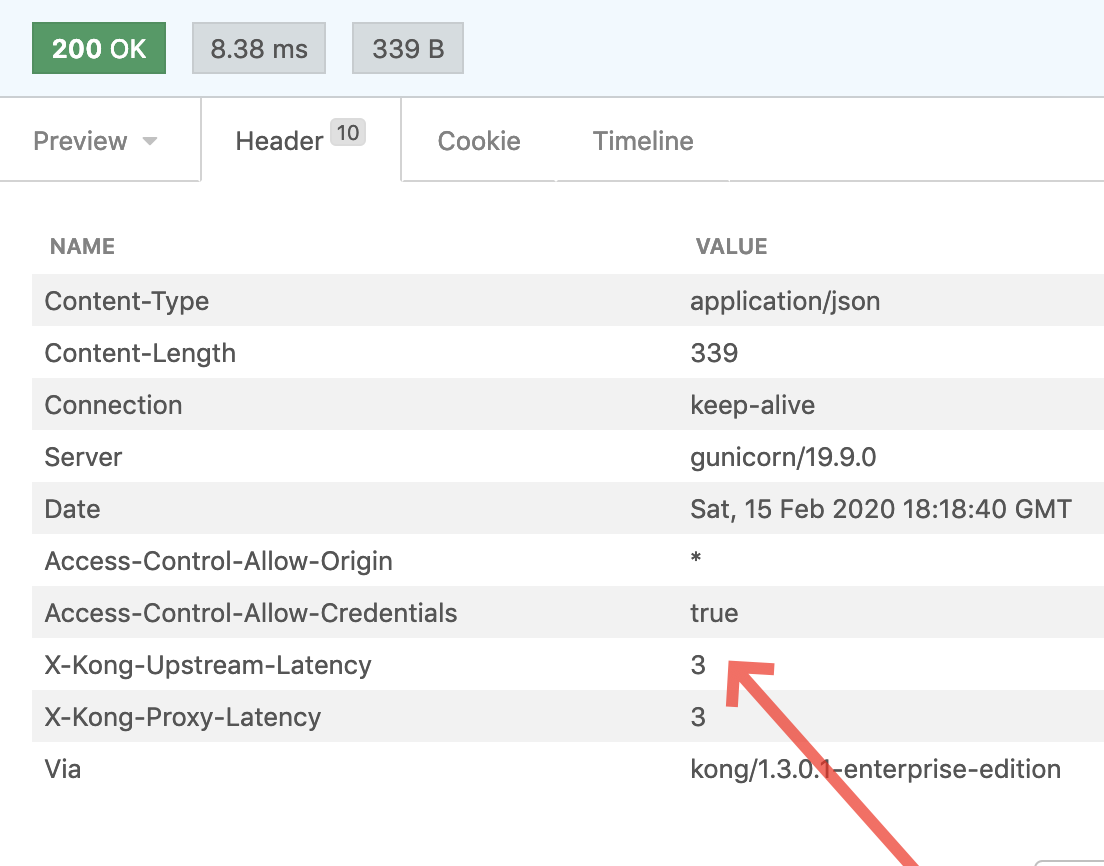 200 OK 8.38 ms 339 B
Preview Header 10 Cookie Timeline
NAME VALUE
Content-Type application/json
Content-Length 339
Connection keep-alive
Server gunicorn/19.9.0
Date Sat, 15 Feb 2020 18:18:40 GMT
Access-Control-Allow-Origin *
Access-Control-Allow-Credentials true
X-Kong-Upstream-Latency 3
X-Kong-Proxy-Latency 3
Via kong/1.3.0.1-enterprise-edition